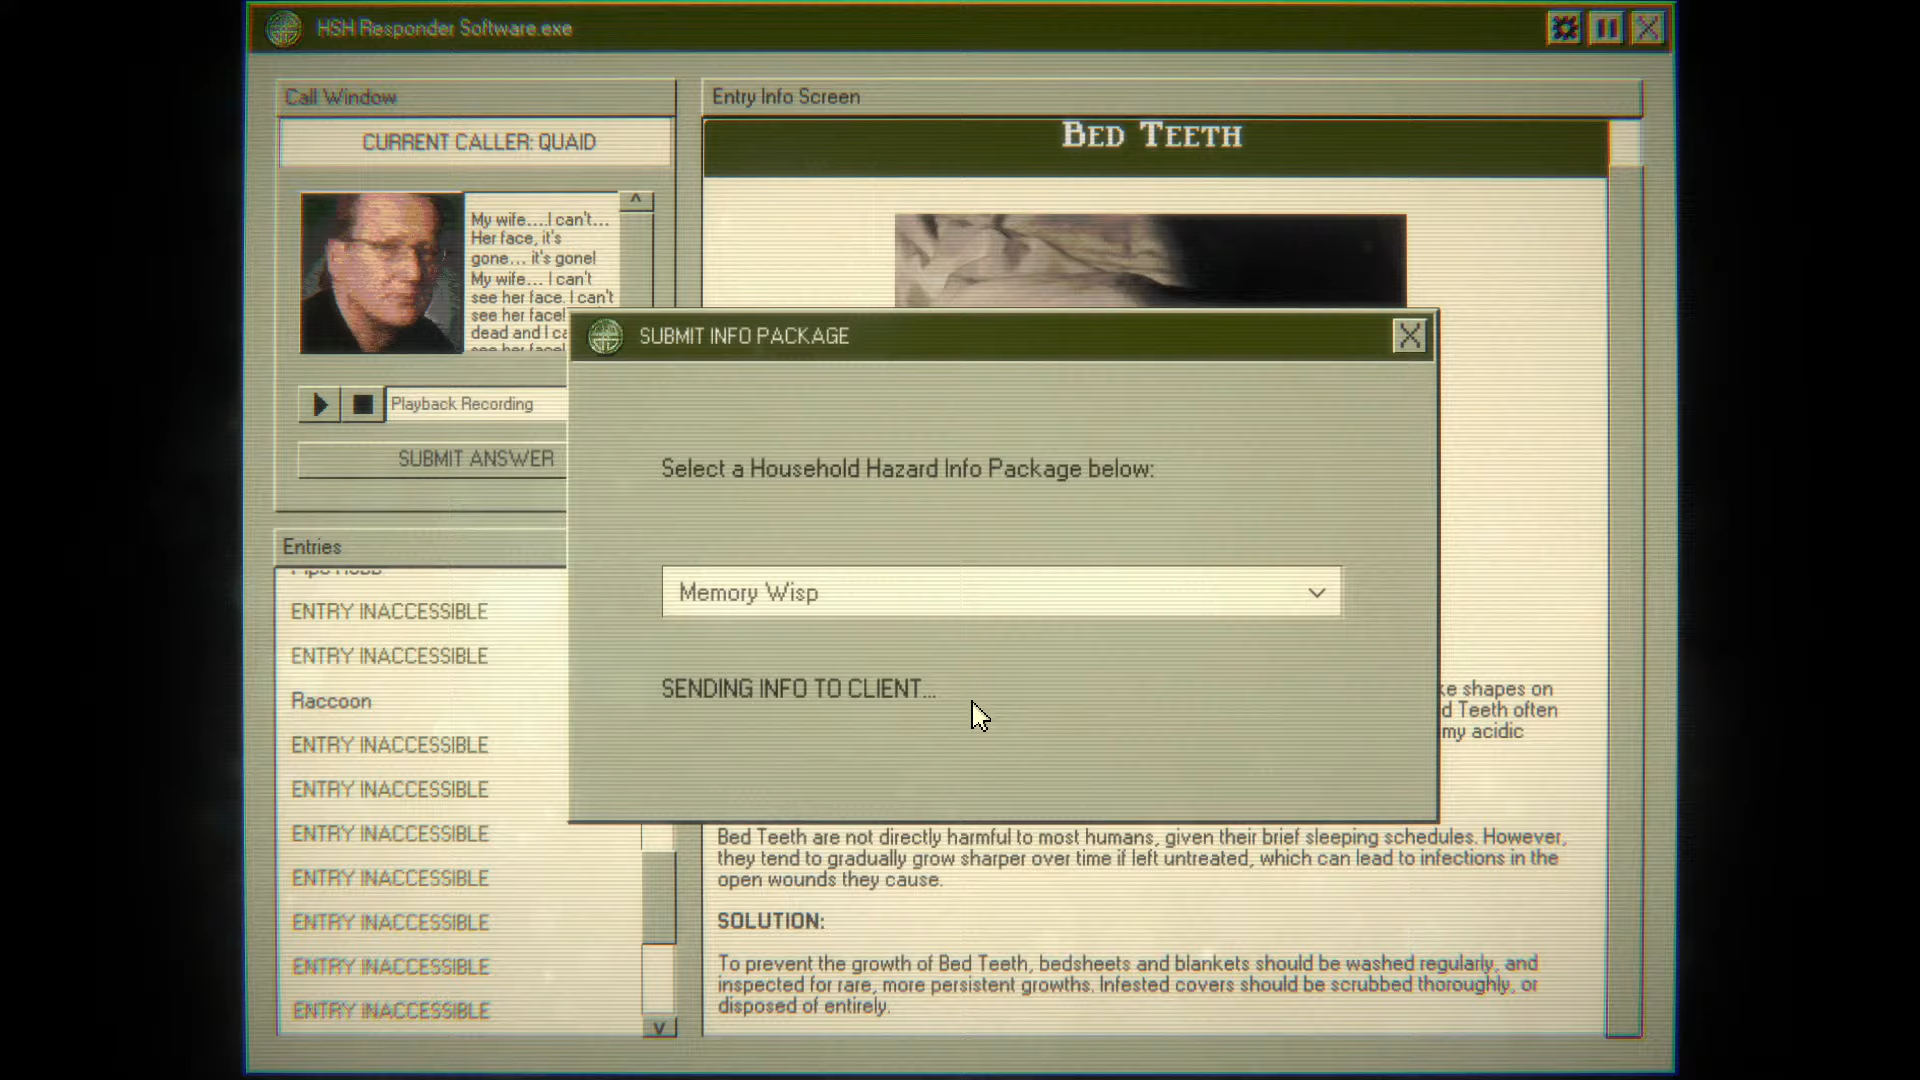 HSH Responder Software.exe
Call Window
CURRENT CALLER: QUAID
My wife....I can't...
Her face, it's
gone... it's gone!
My wife... I can't
see her face. I can't
see her face!
dead and I ca
see her face!
Playback Recording
SUBMIT ANSWER
Entries
ENTRY INACCESSIBLE
ENTRY INACCESSIBLE
Raccoon
ENTRY INACCESSIBLE
ENTRY INACCESSIBLE
ENTRY INACCESSIBLE
ENTRY INACCESSIBLE
ENTRY INACCESSIBLE
ENTRY INACCESSIBLE
ENTRY INACCESSIBLE
Entry Info Screen
BED TEETH
SUBMIT INFO PACKAGE
Select a Household Hazard Info Package below:
Memory Wisp
SENDING INFO TO CLIENT...
ke shapes on
d Teeth often
my acidic
Bed Teeth are not directly harmful to most humans, given their brief sleeping schedules. However,
they tend to gradually grow sharper over time if left untreated, which can lead to infections in the
open wounds they cause.
SOLUTION:
To prevent the growth of Bed Teeth, bedsheets and blankets should be washed regularly, and
inspected for rare, more persistent growths. Infested covers should be scrubbed thoroughly, or
disposed of entirely.